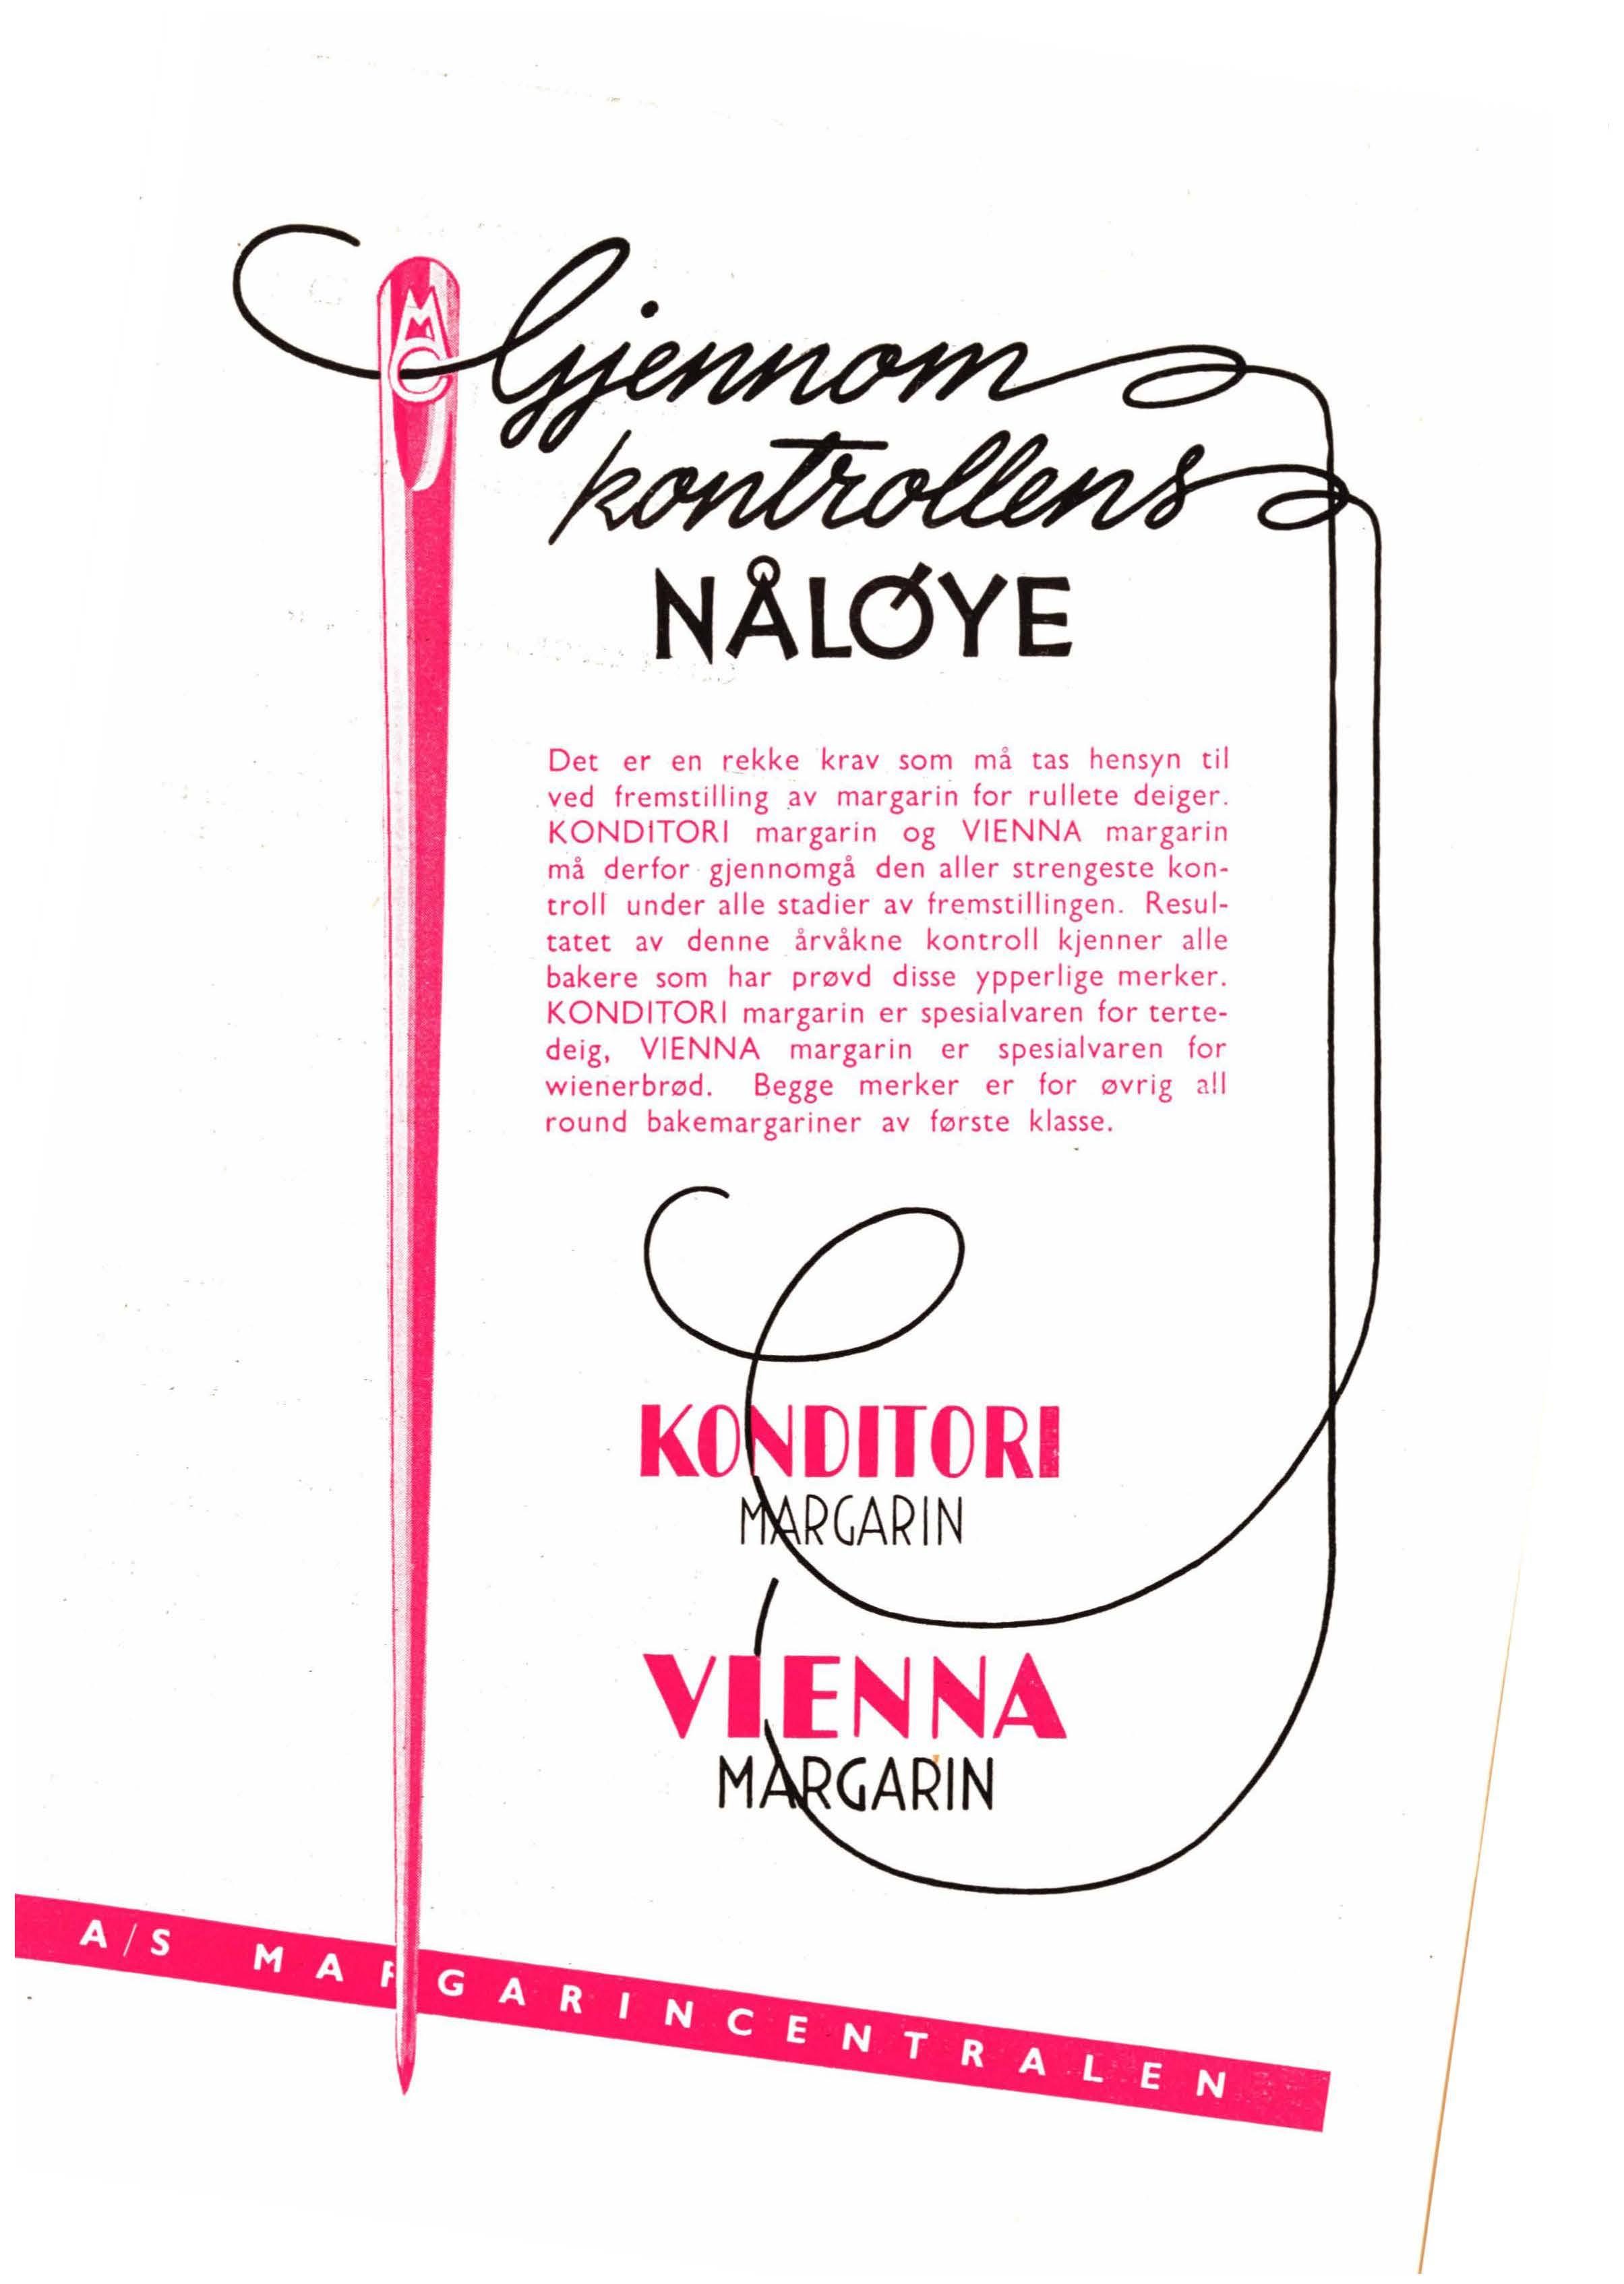 MC
Gjennom
kontrollens
NÅLØYE
Det er en rekke krav som må tas hensyn til
ved fremstilling av margarin for rullete deiger.
KONDITORI margarin og VIENNA margarin
må derfor gjennomgå den aller strengeste kon-
troll under alle stadier av fremstillingen. Resul-
tatet av denne årvåkne kontroll kjenner alle
bakere som har prøvd disse ypperlige merker.
KONDITORI margarin er spesialvaren for terte-
deig, VIENNA margarin er spesialvaren for
wienerbrød. Begge merker er for øvrig all
round bakemargariner av første klasse.
KONDITORI
MARGARIN
VIENNA
MARGARIN
A/S MARGARINCENTRALEN